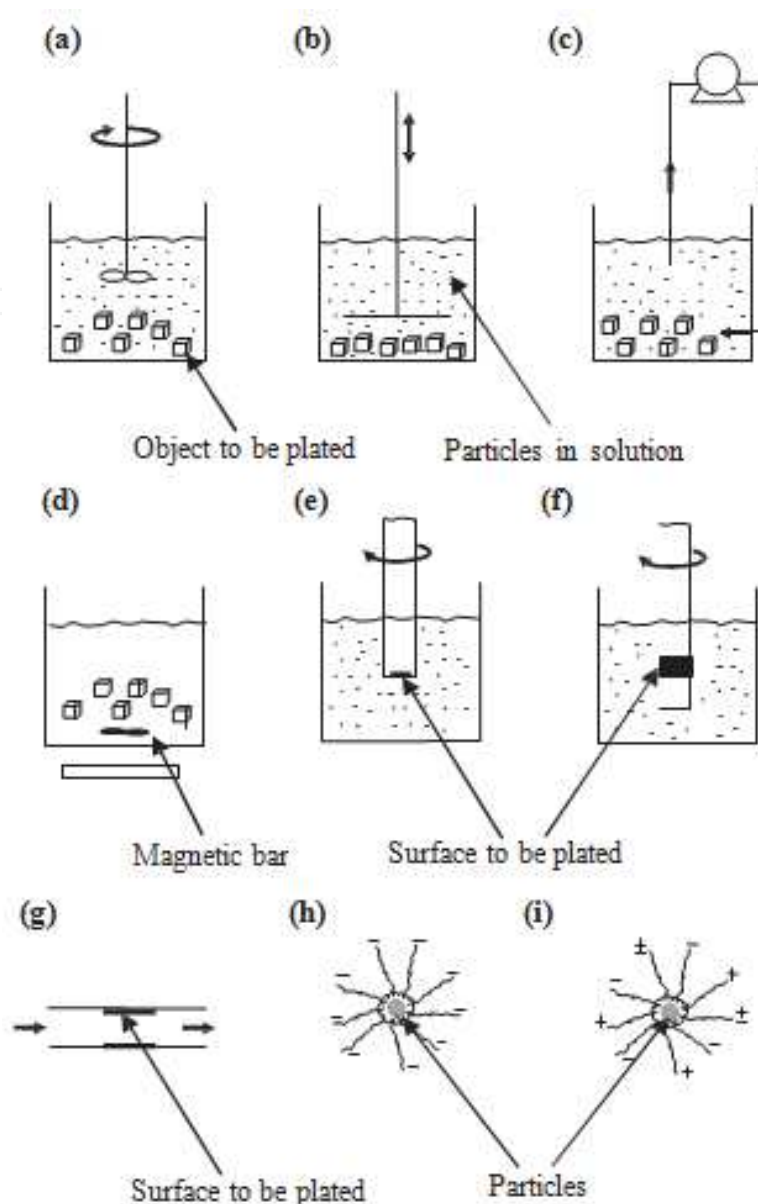 (a) (b) (c)
Object to be plated Particles in solution
(d) (e) (f)
Magnetic bar Surface to be plated
(g) (h) (i)
− − − − − − − − −
± − + ± − + − − +
Surface to be plated Particles